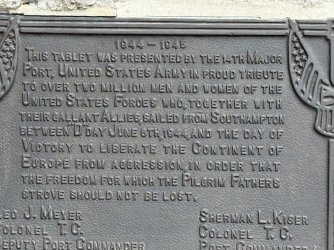 1944 – 1945
THIS TABLET WAS PRESENTED BY THE 14TH MAJOR
PORT, UNITED STATES ARMY IN PROUD TRIBUTE
TO OVER TWO MILLION MEN AND WOMEN OF THE
UNITED STATES FORCES WHO, TOGETHER WITH
THEIR GALLANT ALLIES SAILED FROM SOUTHAMPTON
BETWEEN 'D' DAY JUNE 6TH, 1944, AND THE DAY OF
VICTORY TO LIBERATE THE CONTINENT OF
EUROPE FROM AGGRESSION, IN ORDER THAT
THE FREEDOM FOR WHICH THE PILGRIM FATHERS
STROVE SHOULD NOT BE LOST.
LEO J. MEYER
COLONEL T.C.
DEPUTY PORT COMMANDER
SHERMAN L. KISER
COLONEL T.C.
PORT COMMANDER